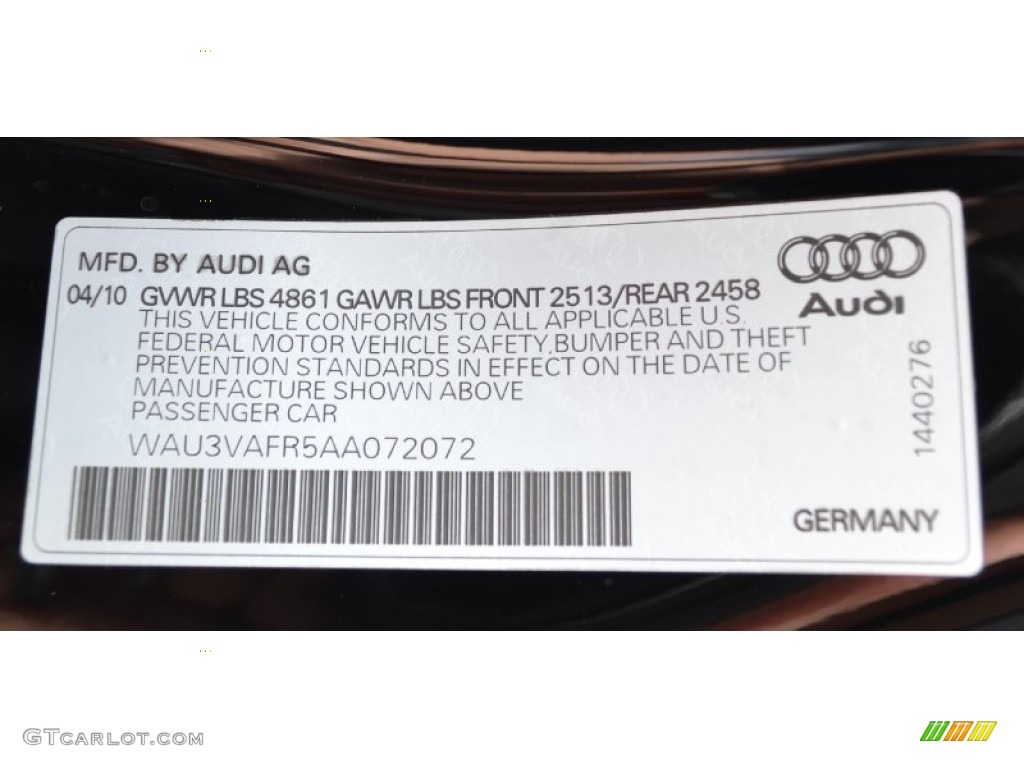 MFD. BY AUDI AG
04/10 GVWR LBS 4861 GAWR LBS FRONT 2513/REAR 2458
THIS VEHICLE CONFORMS TO ALL APPLICABLE U.S.
FEDERAL MOTOR VEHICLE SAFETY,BUMPER AND THEFT
PREVENTION STANDARDS IN EFFECT ON THE DATE OF
MANUFACTURE SHOWN ABOVE
PASSENGER CAR
WAU3VAFR5AA072072
Audi
1440276
GERMANY
GTCARLOT.COM